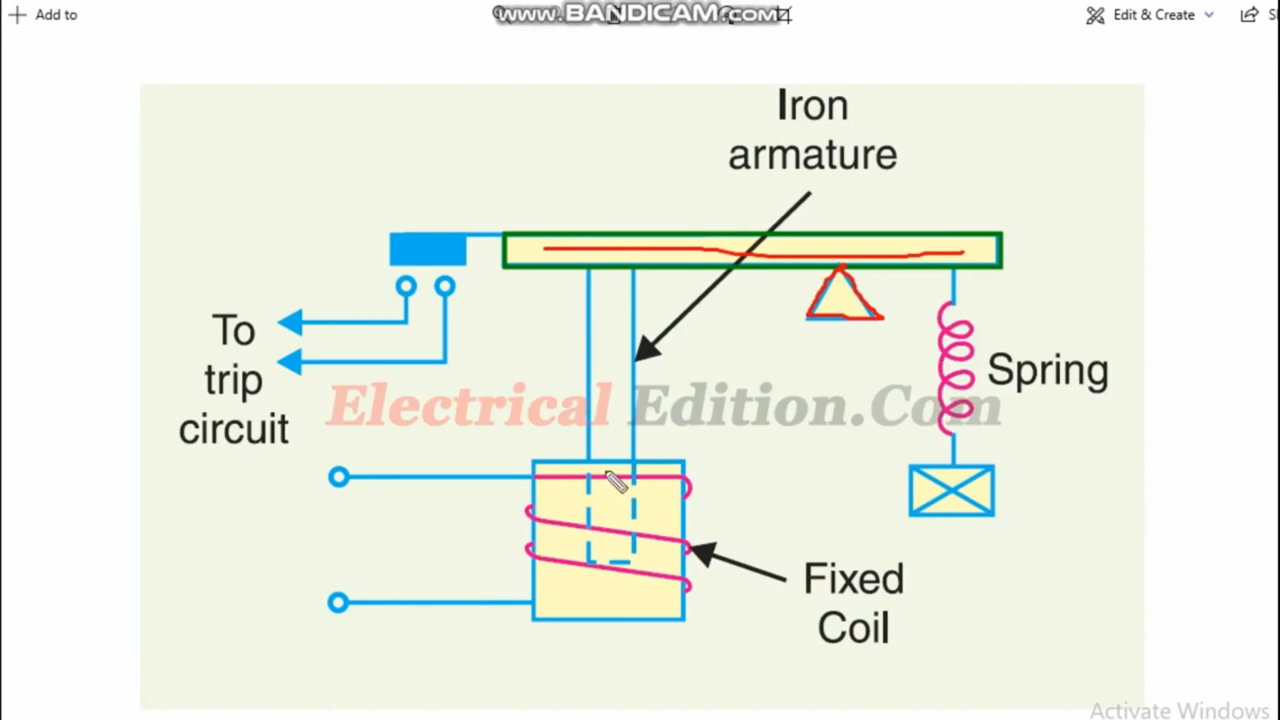 Add to
www.BANDICAM.com
Edit & Create
Iron
armature
To
trip
circuit
Spring
Electrical Edition.Com
Fixed
Coil
Activate Windows